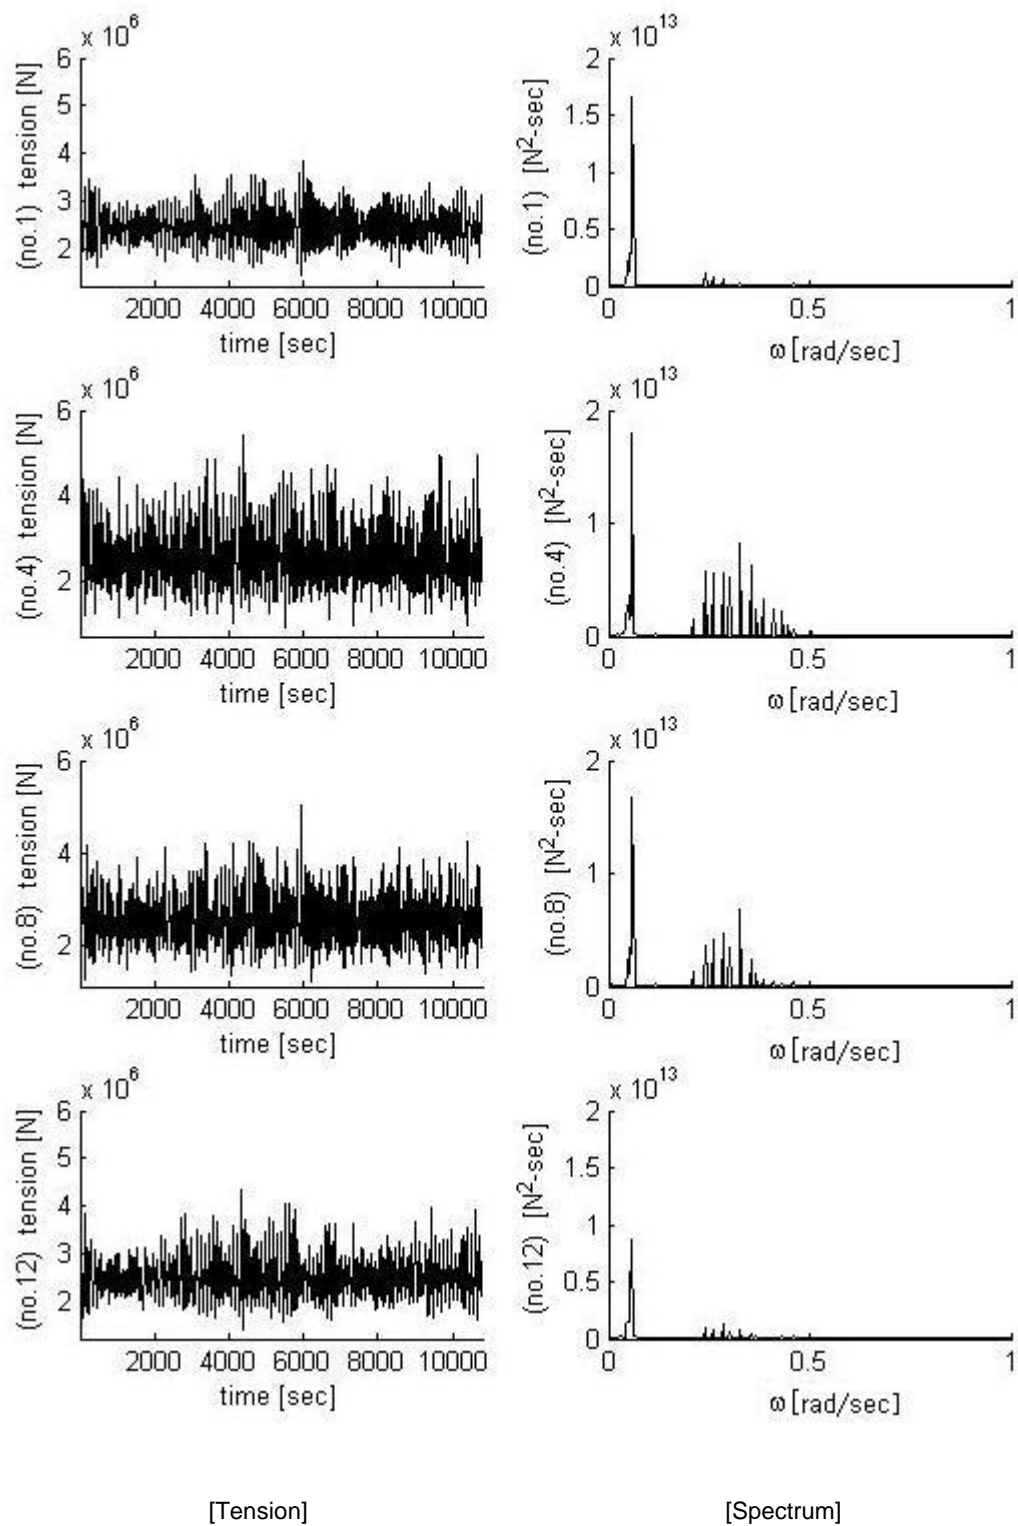 x 10^6
x 10^13
(no.1) tension [N]
6
5
4
3
2
2000 4000 6000 8000 10000
time [sec]
(no.1) [N^2-sec]
2
1.5
1
0.5
0
0 0.5 1
ω[rad/sec]
x 10^6
x 10^13
(no.4) tension [N]
6
4
2
2000 4000 6000 8000 10000
time [sec]
(no.4) [N^2-sec]
2
1
0
0 0.5 1
ω[rad/sec]
x 10^6
x 10^13
(no.8) tension [N]
6
4
2
2000 4000 6000 8000 10000
time [sec]
(no.8) [N^2-sec]
2
1
0
0 0.5 1
ω[rad/sec]
x 10^6
x 10^13
(no.12) tension [N]
6
5
4
3
2
2000 4000 6000 8000 10000
time [sec]
(no.12) [N^2-sec]
2
1.5
1
0.5
0
0 0.5 1
ω[rad/sec]
[Tension] [Spectrum]